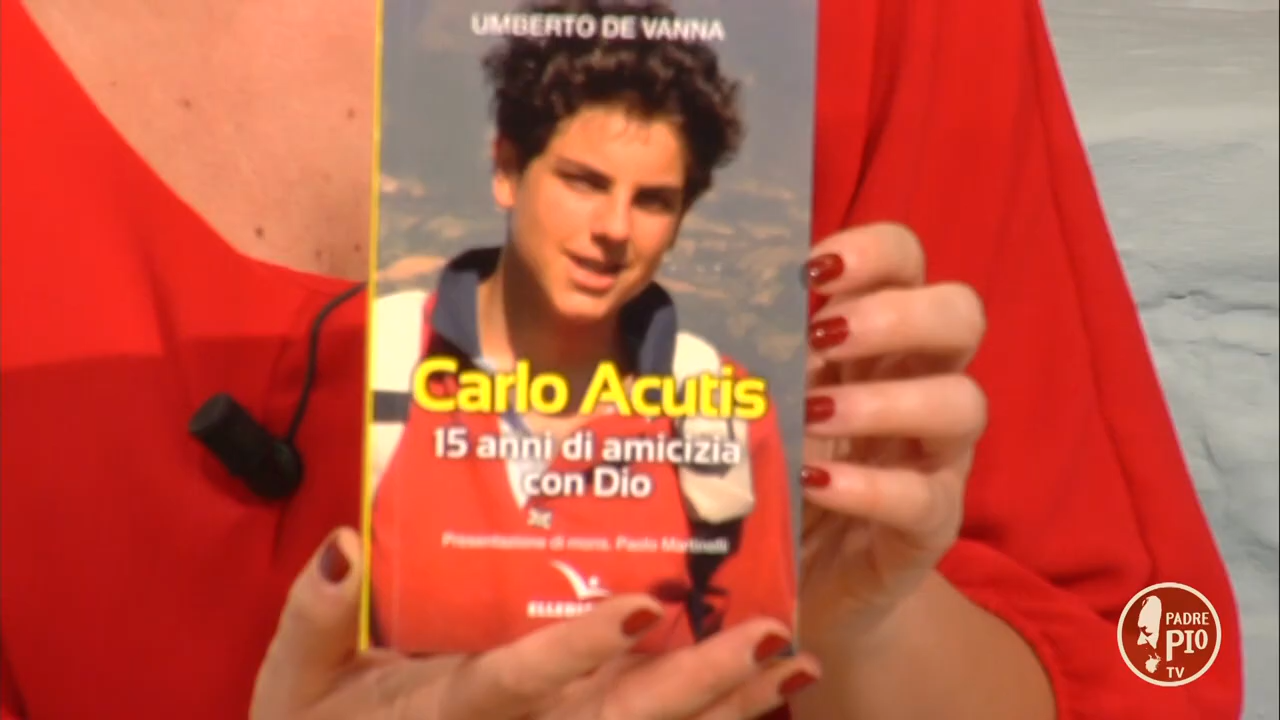 UMBERTO DE VANNA
Carlo Acutis
15 anni di amicizia
con Dio
Presentazione di mons. Paolo Martinelli
PADRE
PIO
TV